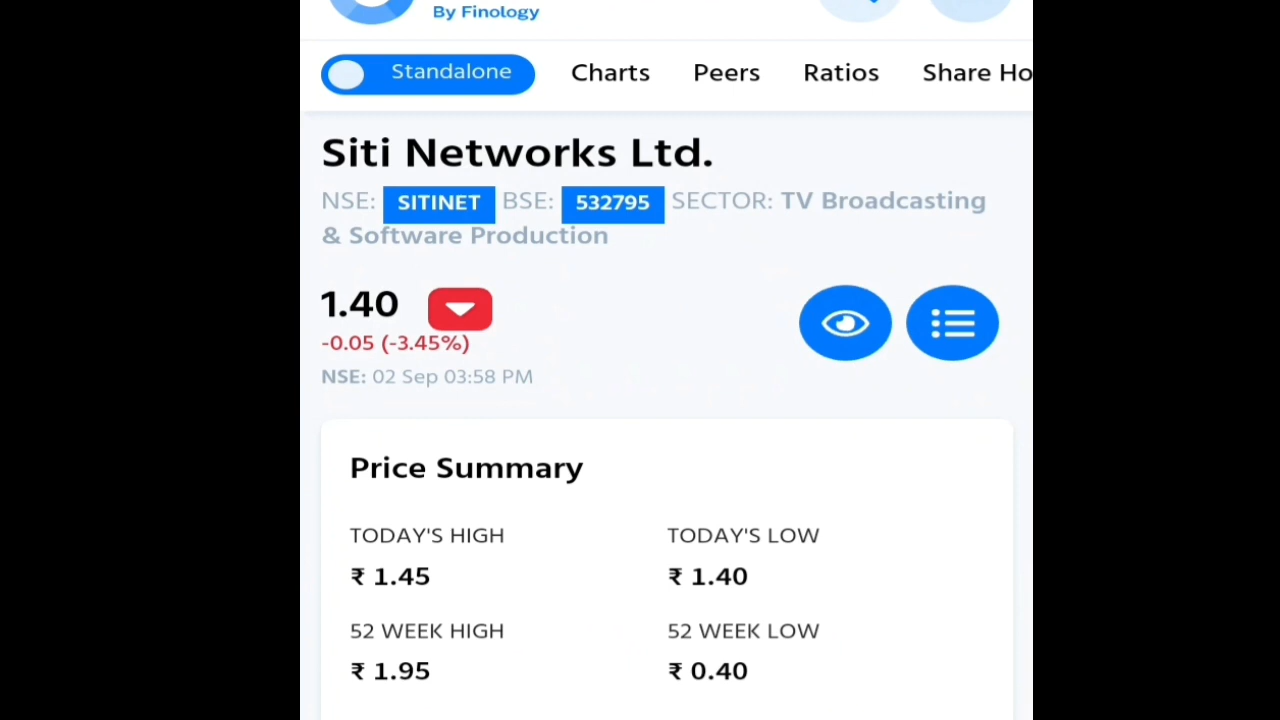 By Finology
Standalone Charts Peers Ratios Share Ho
Siti Networks Ltd.
NSE: SITINET BSE: 532795 SECTOR: TV Broadcasting
& Software Production
1.40
-0.05 (-3.45%)
NSE: 02 Sep 03:58 PM
Price Summary
TODAY'S HIGH TODAY'S LOW
₹ 1.45 ₹ 1.40
52 WEEK HIGH 52 WEEK LOW
₹ 1.95 ₹ 0.40